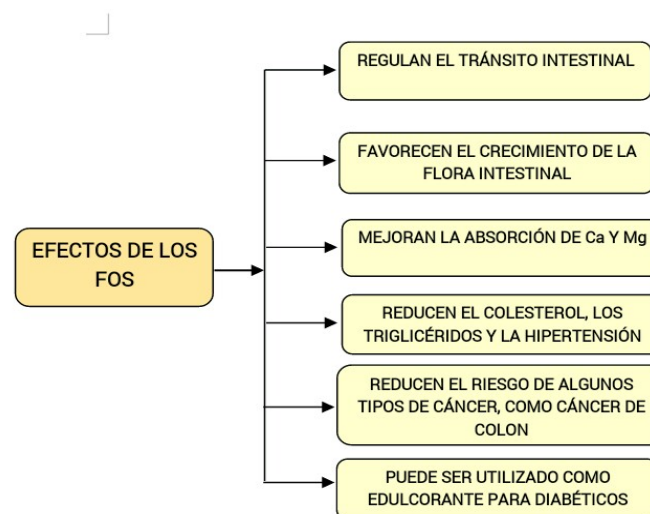 REGULAN EL TRÁNSITO INTESTINAL
FAVORECEN EL CRECIMIENTO DE LA
FLORA INTESTINAL
EFECTOS DE LOS
FOS
MEJORAN LA ABSORCIÓN DE Ca Y Mg
REDUCEN EL COLESTEROL, LOS
TRIGLICÉRIDOS Y LA HIPERTENSIÓN
REDUCEN EL RIESGO DE ALGUNOS
TIPOS DE CÁNCER, COMO CÁNCER DE
COLON
PUEDE SER UTILIZADO COMO
EDULCORANTE PARA DIABÉTICOS